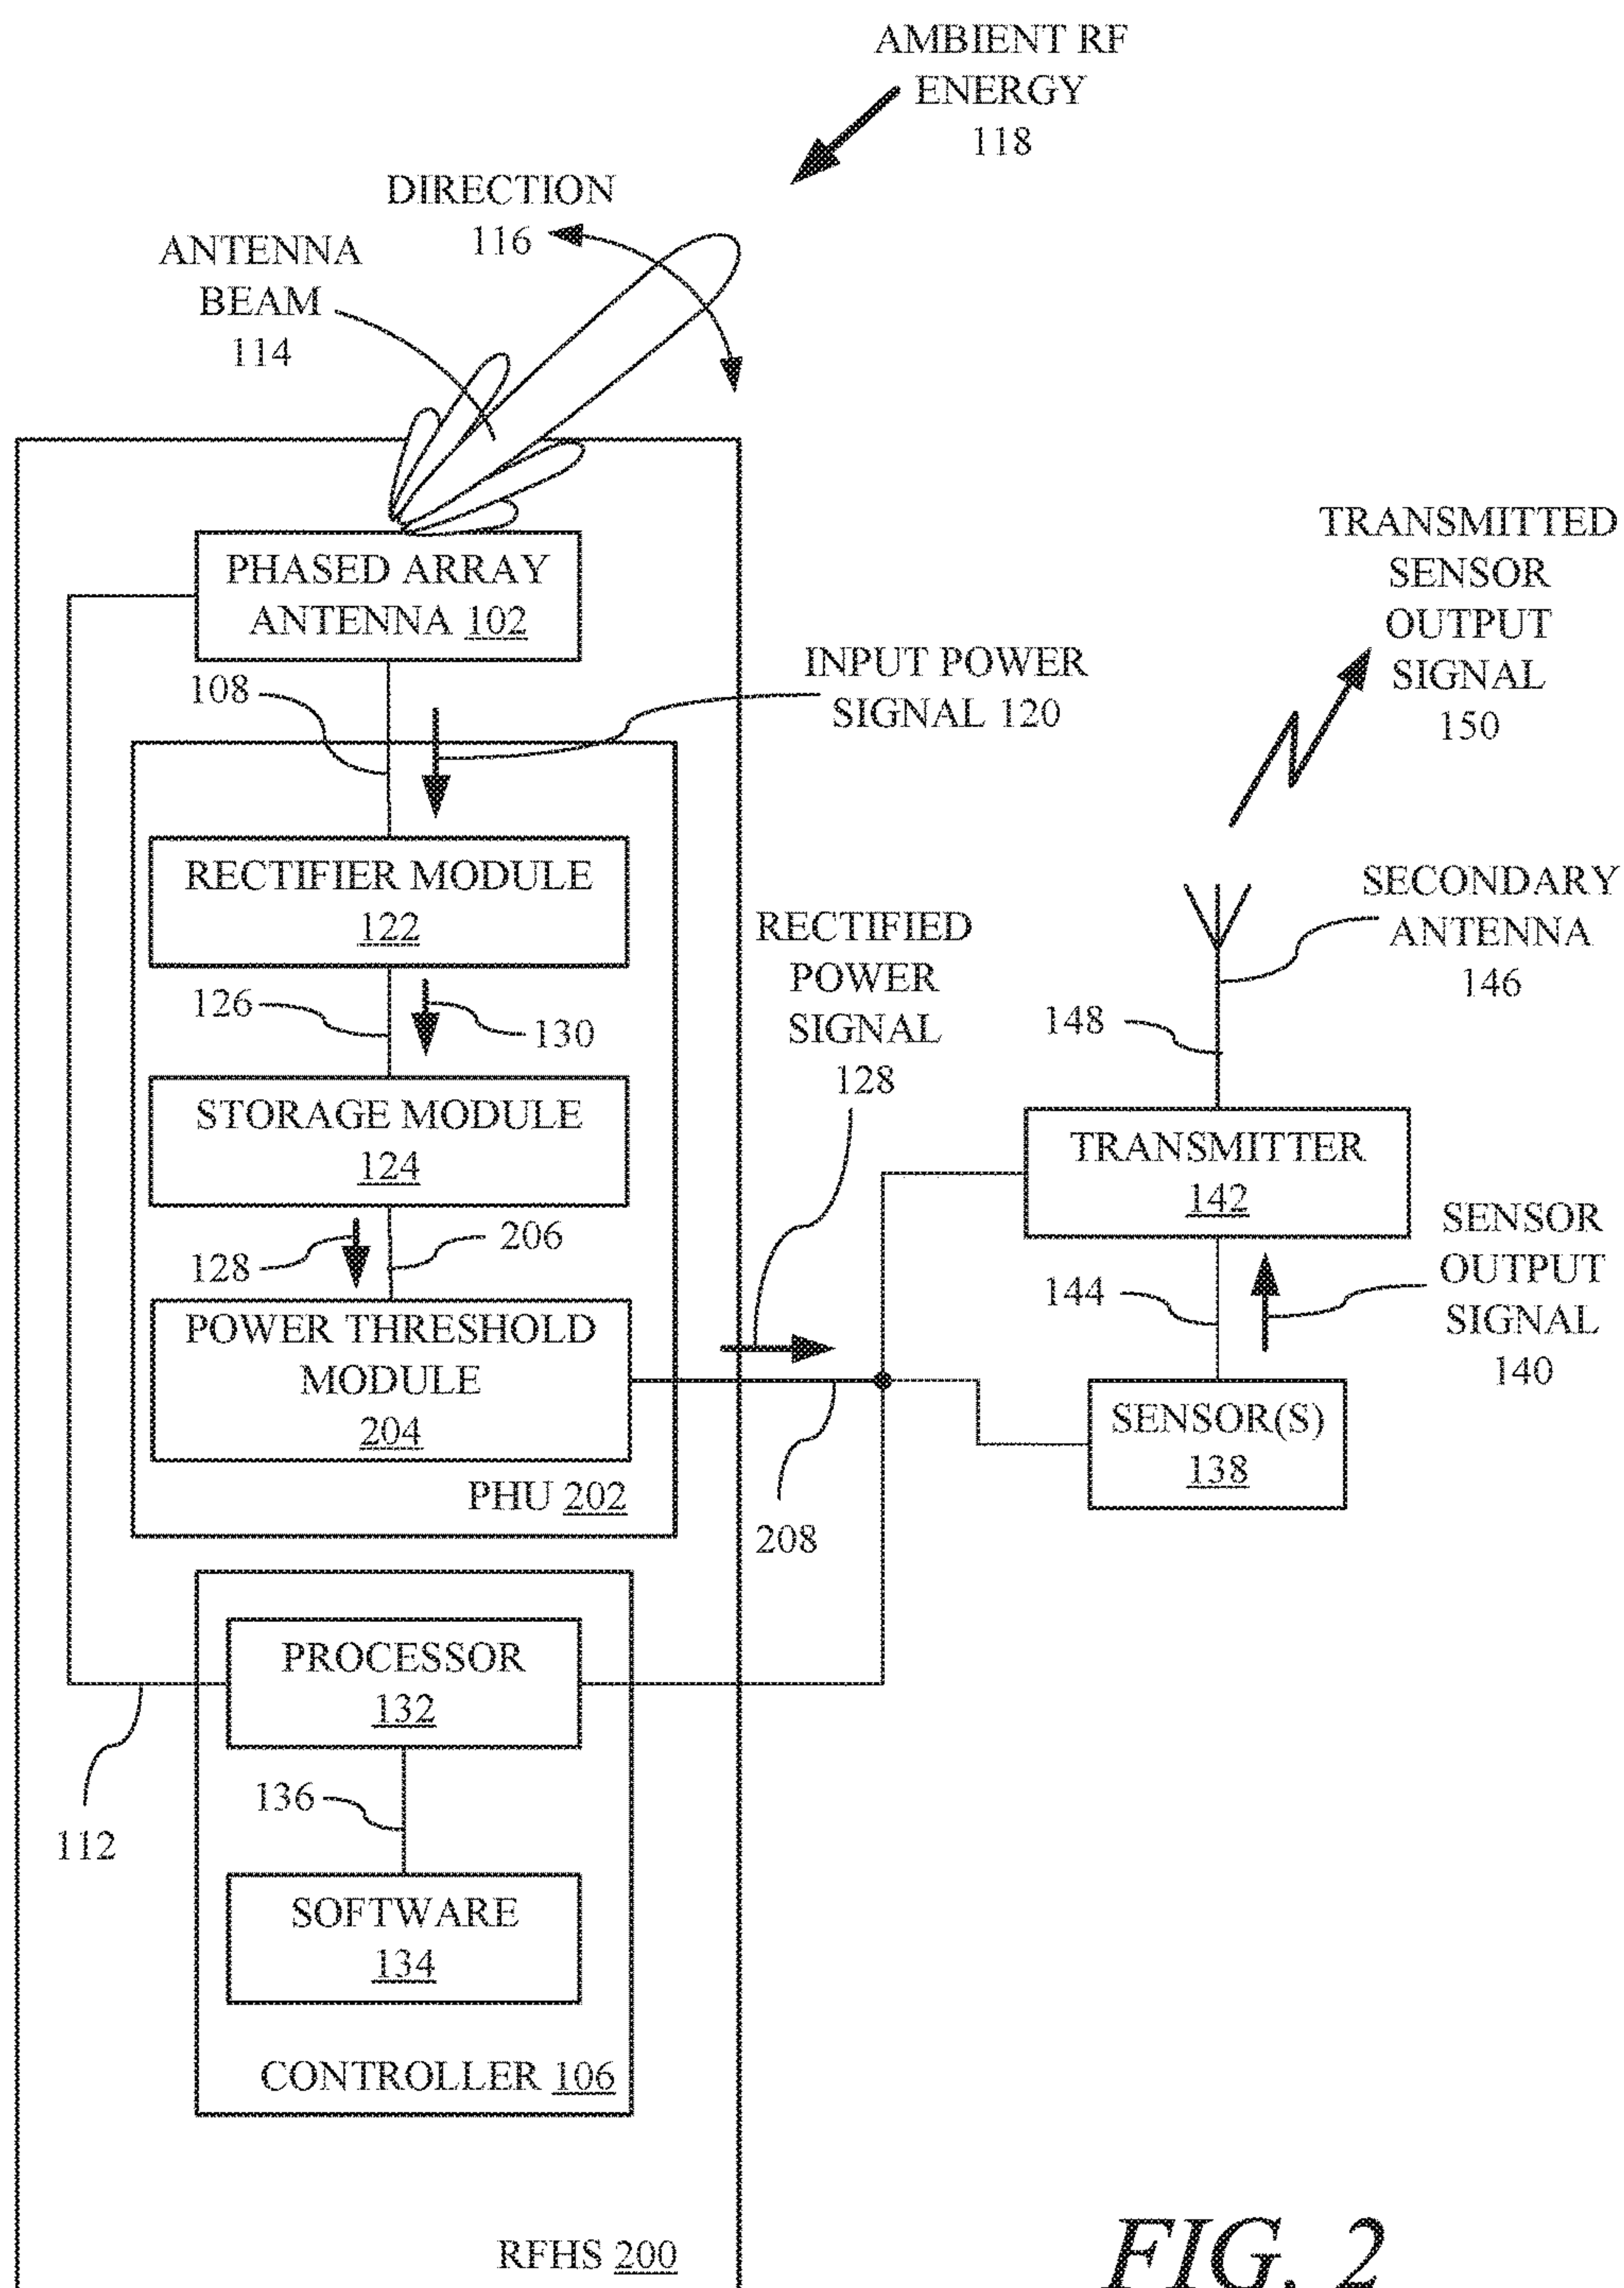 AMBIENT RF
ENERGY
118
DIRECTION
116
ANTENNA
BEAM
114
PHASED ARRAY
ANTENNA 102
108
INPUT POWER
SIGNAL 120
TRANSMITTED
SENSOR
OUTPUT
SIGNAL
150
RECTIFIER MODULE
122
RECTIFIED
POWER
SIGNAL
128
SECONDARY
ANTENNA
146
126
130
148
STORAGE MODULE
124
TRANSMITTER
142
128
206
SENSOR
OUTPUT
SIGNAL
140
144
POWER THRESHOLD
MODULE
204
SENSOR(S)
138
PHU 202
208
PROCESSOR
132
136
112
SOFTWARE
134
CONTROLLER 106
RFHS 200
FIG. 2